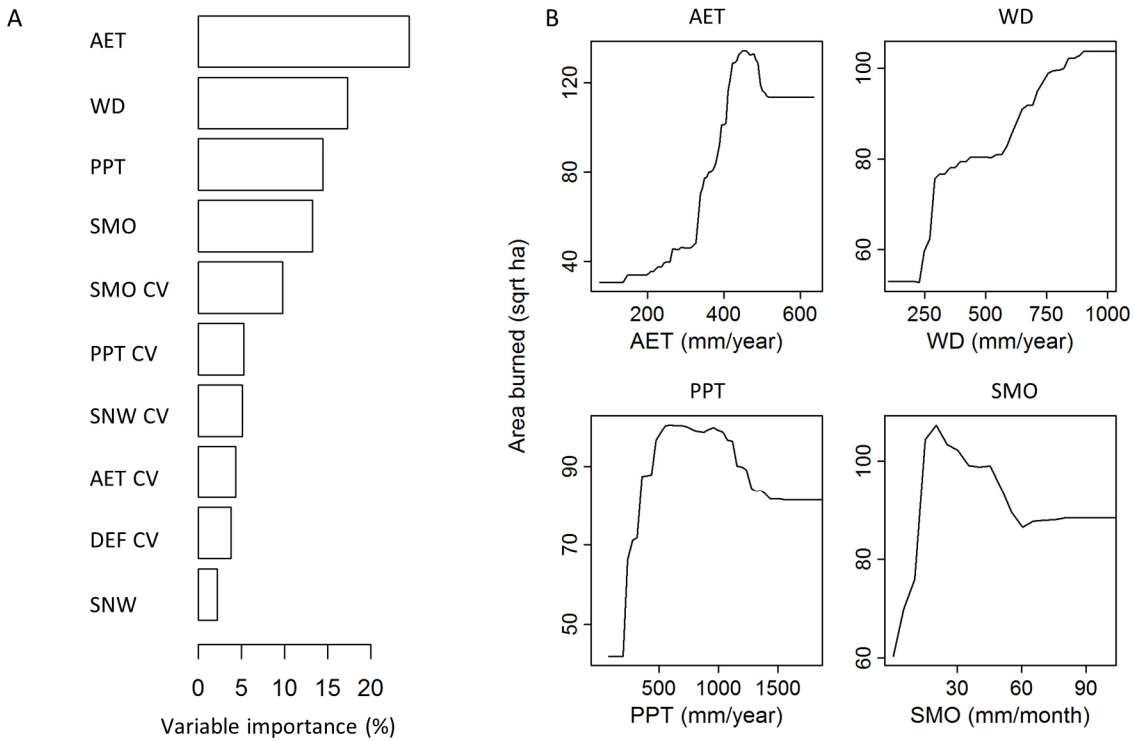 A
AET
WD
PPT
SMO
SMO CV
PPT CV
SNW CV
AET CV
DEF CV
SNW
0 5 10 15 20
Variable importance (%)
B
Area burned (sqrt ha)
AET
40 80 120
200 400 600
AET (mm/year)
WD
60 80 100
250 500 750 1000
WD (mm/year)
PPT
50 70 90
500 1000 1500
PPT (mm/year)
SMO
60 80 100
30 60 90
SMO (mm/month)